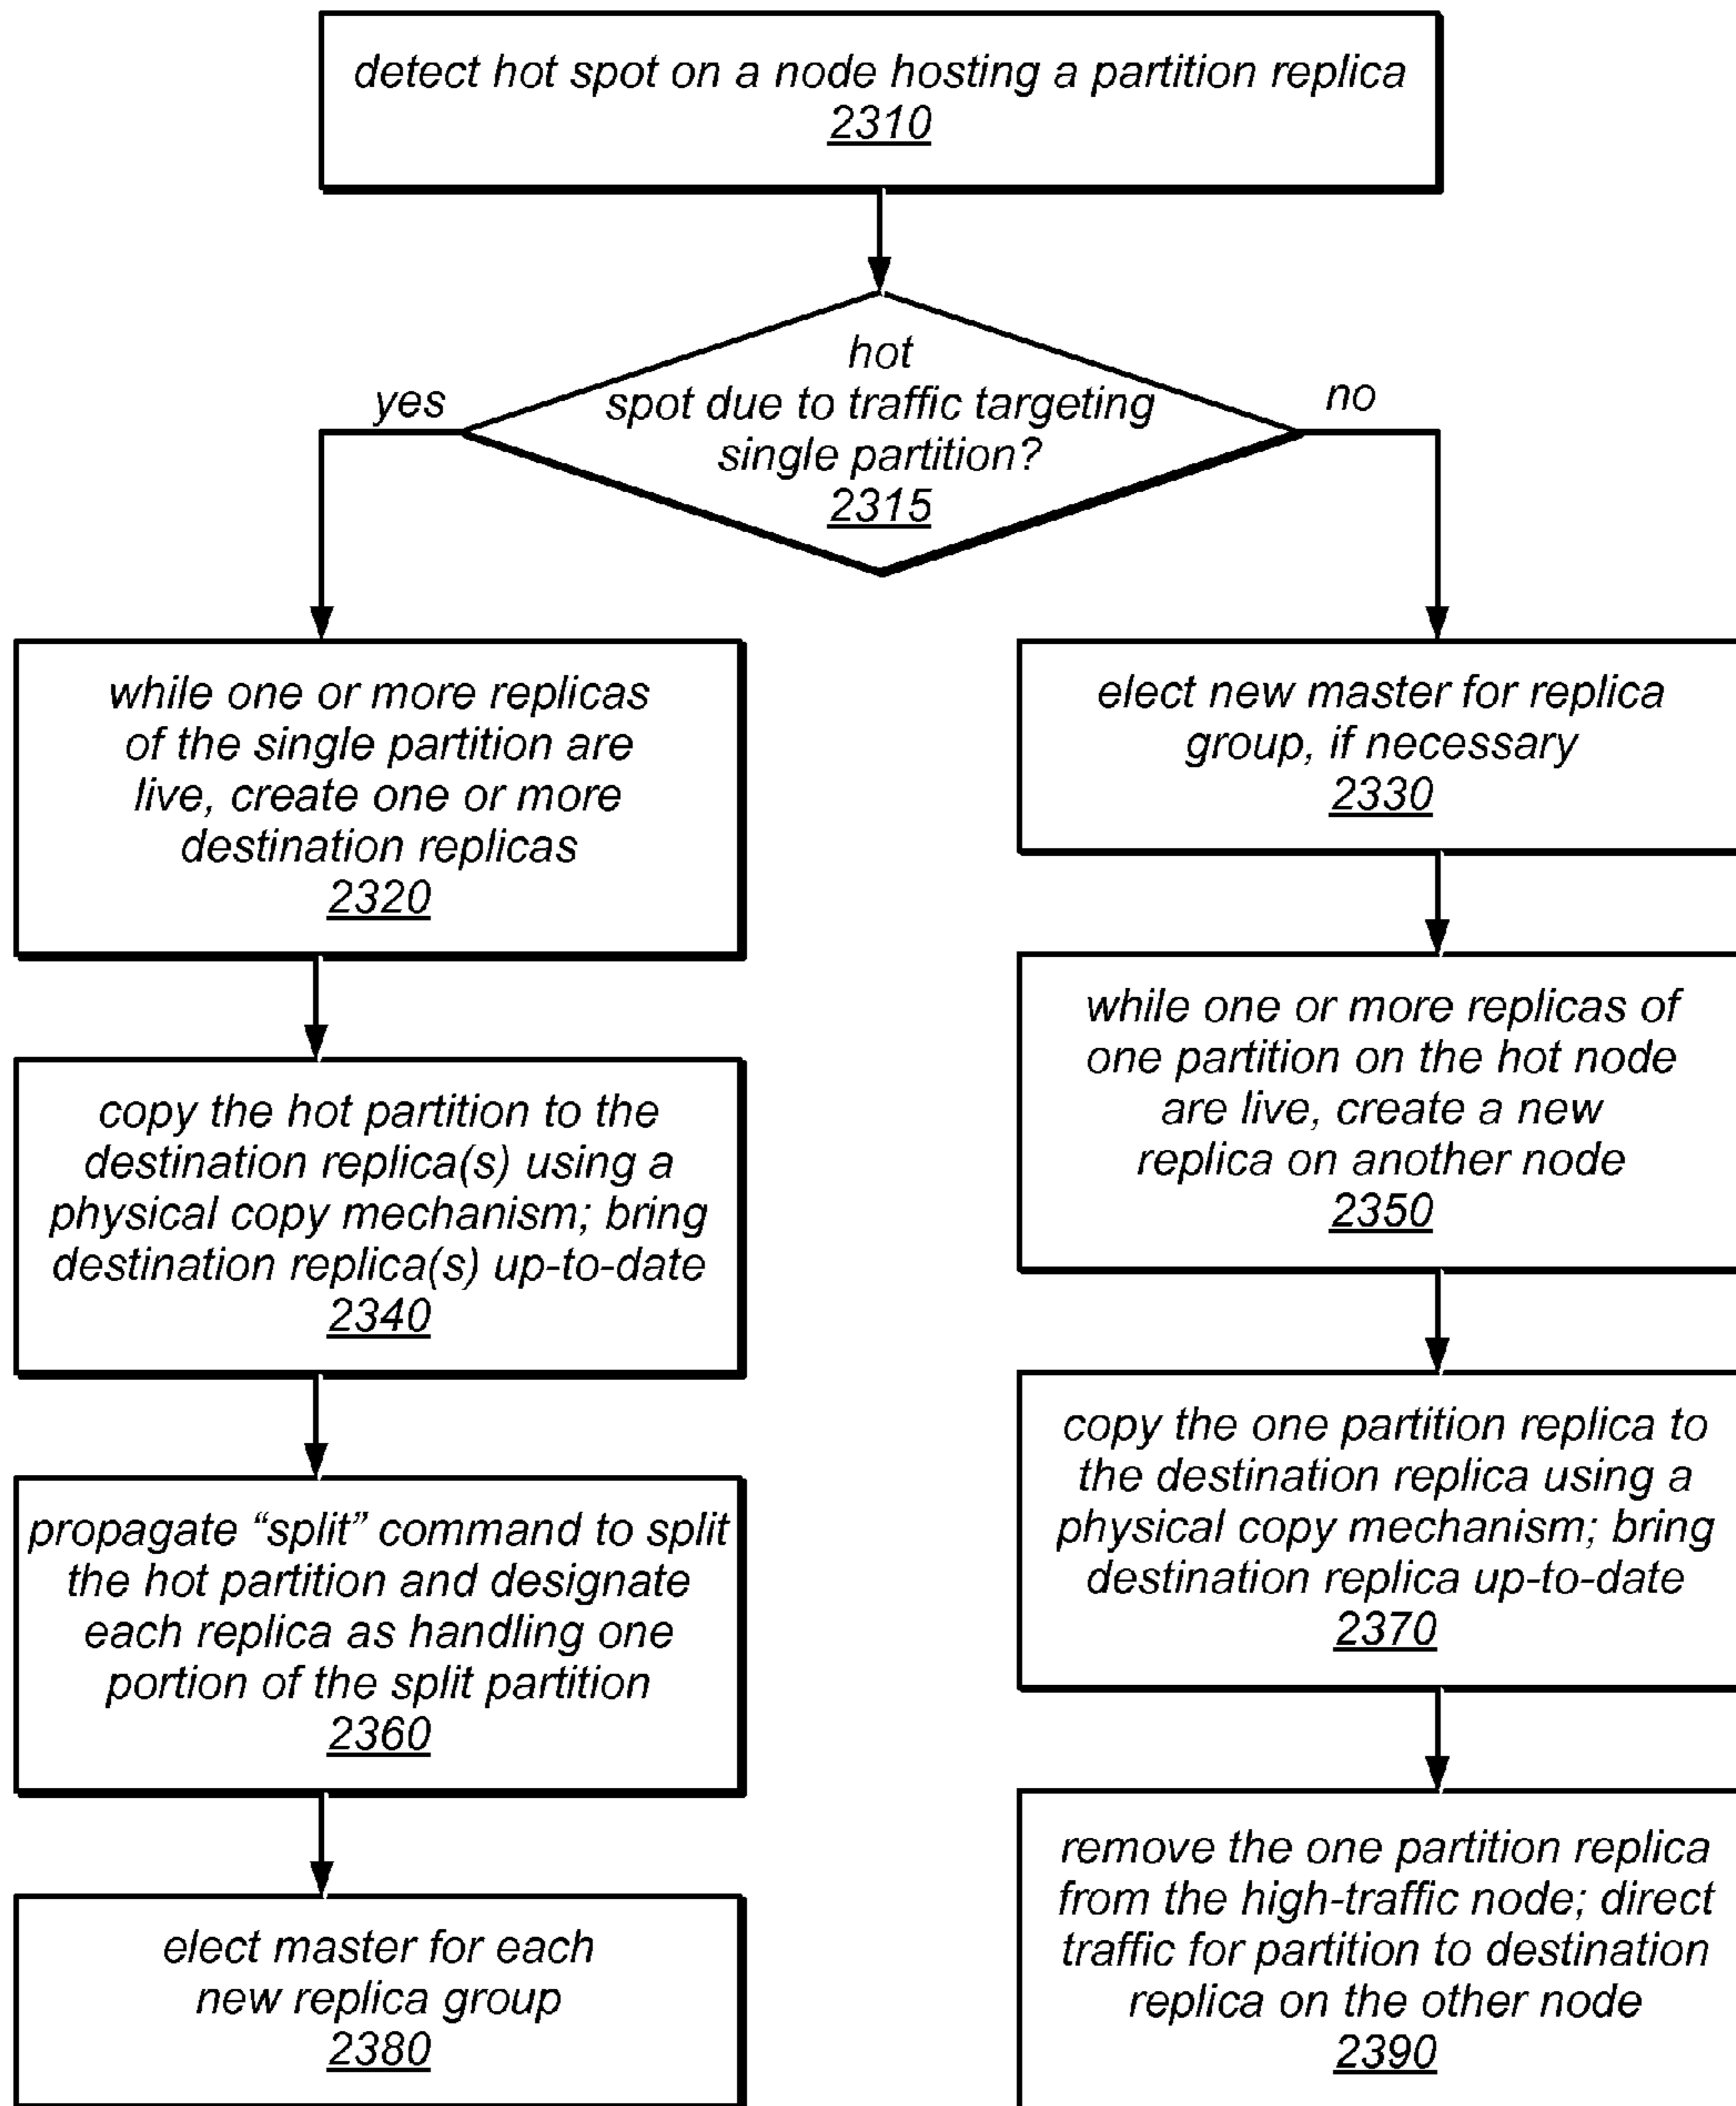 detect hot spot on a node hosting a partition replica
2310
hot
spot due to traffic targeting
single partition?
2315
yes
no
while one or more replicas
of the single partition are
live, create one or more
destination replicas
2320
copy the hot partition to the
destination replica(s) using a
physical copy mechanism; bring
destination replica(s) up-to-date
2340
propagate “split” command to split
the hot partition and designate
each replica as handling one
portion of the split partition
2360
elect master for each
new replica group
2380
elect new master for replica
group, if necessary
2330
while one or more replicas of
one partition on the hot node
are live, create a new
replica on another node
2350
copy the one partition replica to
the destination replica using a
physical copy mechanism; bring
destination replica up-to-date
2370
remove the one partition replica
from the high-traffic node; direct
traffic for partition to destination
replica on the other node
2390